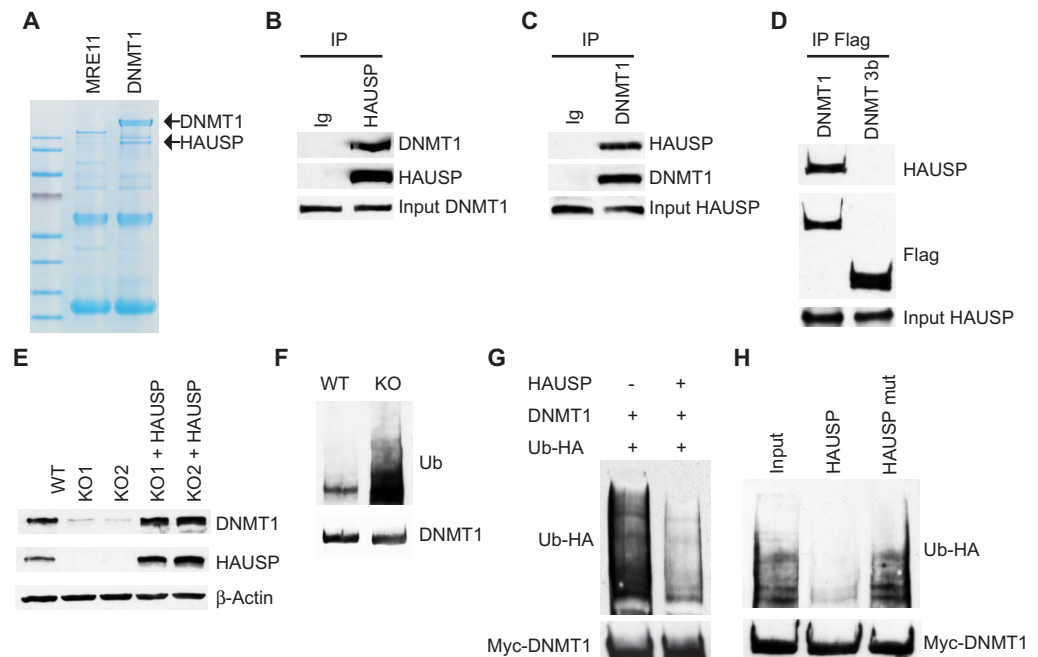 A
MRE11
DNMT1
DNMT1
HAUSP
B
IP
Ig
HAUSP
DNMT1
HAUSP
Input DNMT1
C
IP
Ig
DNMT1
HAUSP
DNMT1
Input HAUSP
D
IP Flag
DNMT1
DNMT 3b
HAUSP
Flag
Input HAUSP
E
WT
KO1
KO2
KO1 + HAUSP
KO2 + HAUSP
DNMT1
HAUSP
β-Actin
F
WT KO
Ub
DNMT1
G
HAUSP - +
DNMT1 + +
Ub-HA + +
Ub-HA
Myc-DNMT1
H
Input
HAUSP
HAUSP mut
Ub-HA
Myc-DNMT1